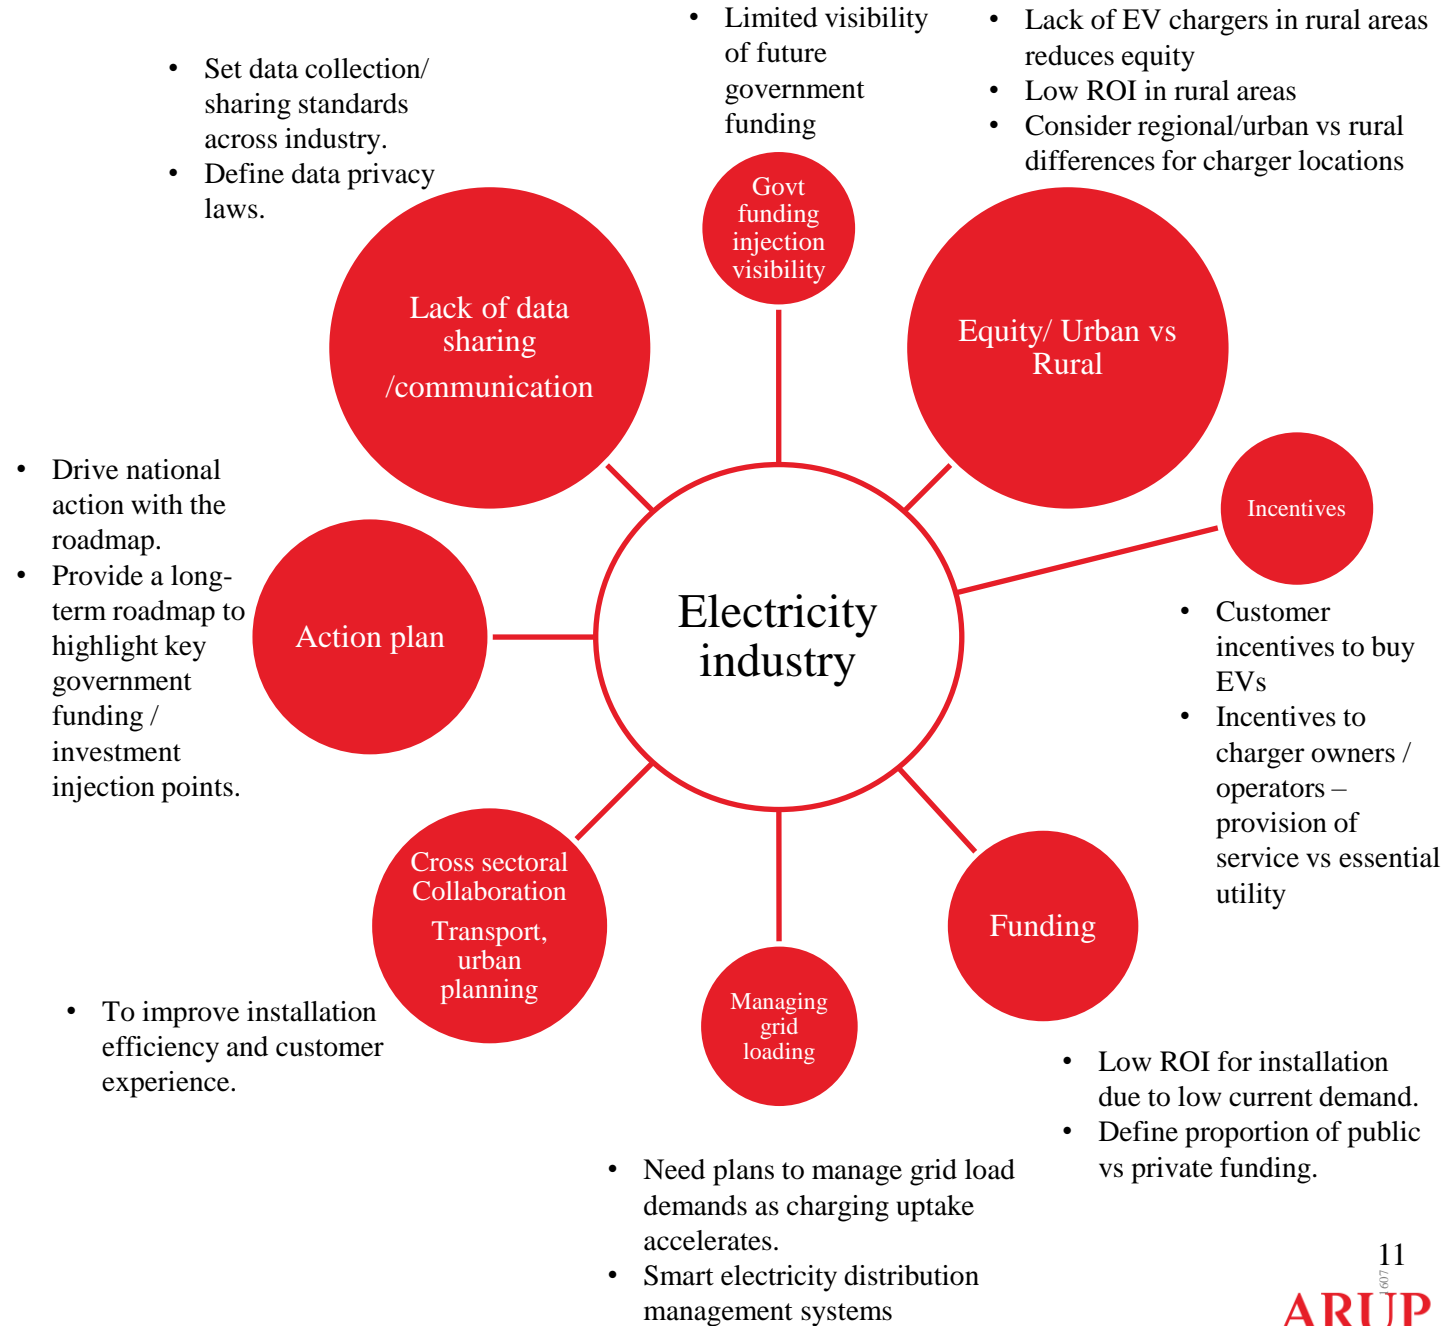 • Limited visibility
of future
government
funding
• Lack of EV chargers in rural areas
reduces equity
• Low ROI in rural areas
• Consider regional/urban vs rural
differences for charger locations
• Set data collection/
sharing standards
across industry.
• Define data privacy
laws.
Govt
funding
injection
visibility
Lack of data
sharing
/communication
Equity/ Urban vs
Rural
Incentives
• Customer
incentives to buy
EVs
• Incentives to
charger owners /
operators –
provision of
service vs essential
utility
• Drive national
action with the
roadmap.
• Provide a long-
term roadmap to
highlight key
government
funding /
investment
injection points.
Action plan
Electricity
industry
Cross sectoral
Collaboration
Transport,
urban
planning
• To improve installation
efficiency and customer
experience.
Managing
grid
loading
• Need plans to manage grid load
demands as charging uptake
accelerates.
• Smart electricity distribution
management systems
Funding
• Low ROI for installation
due to low current demand.
• Define proportion of public
vs private funding.
11
1607
ARUP